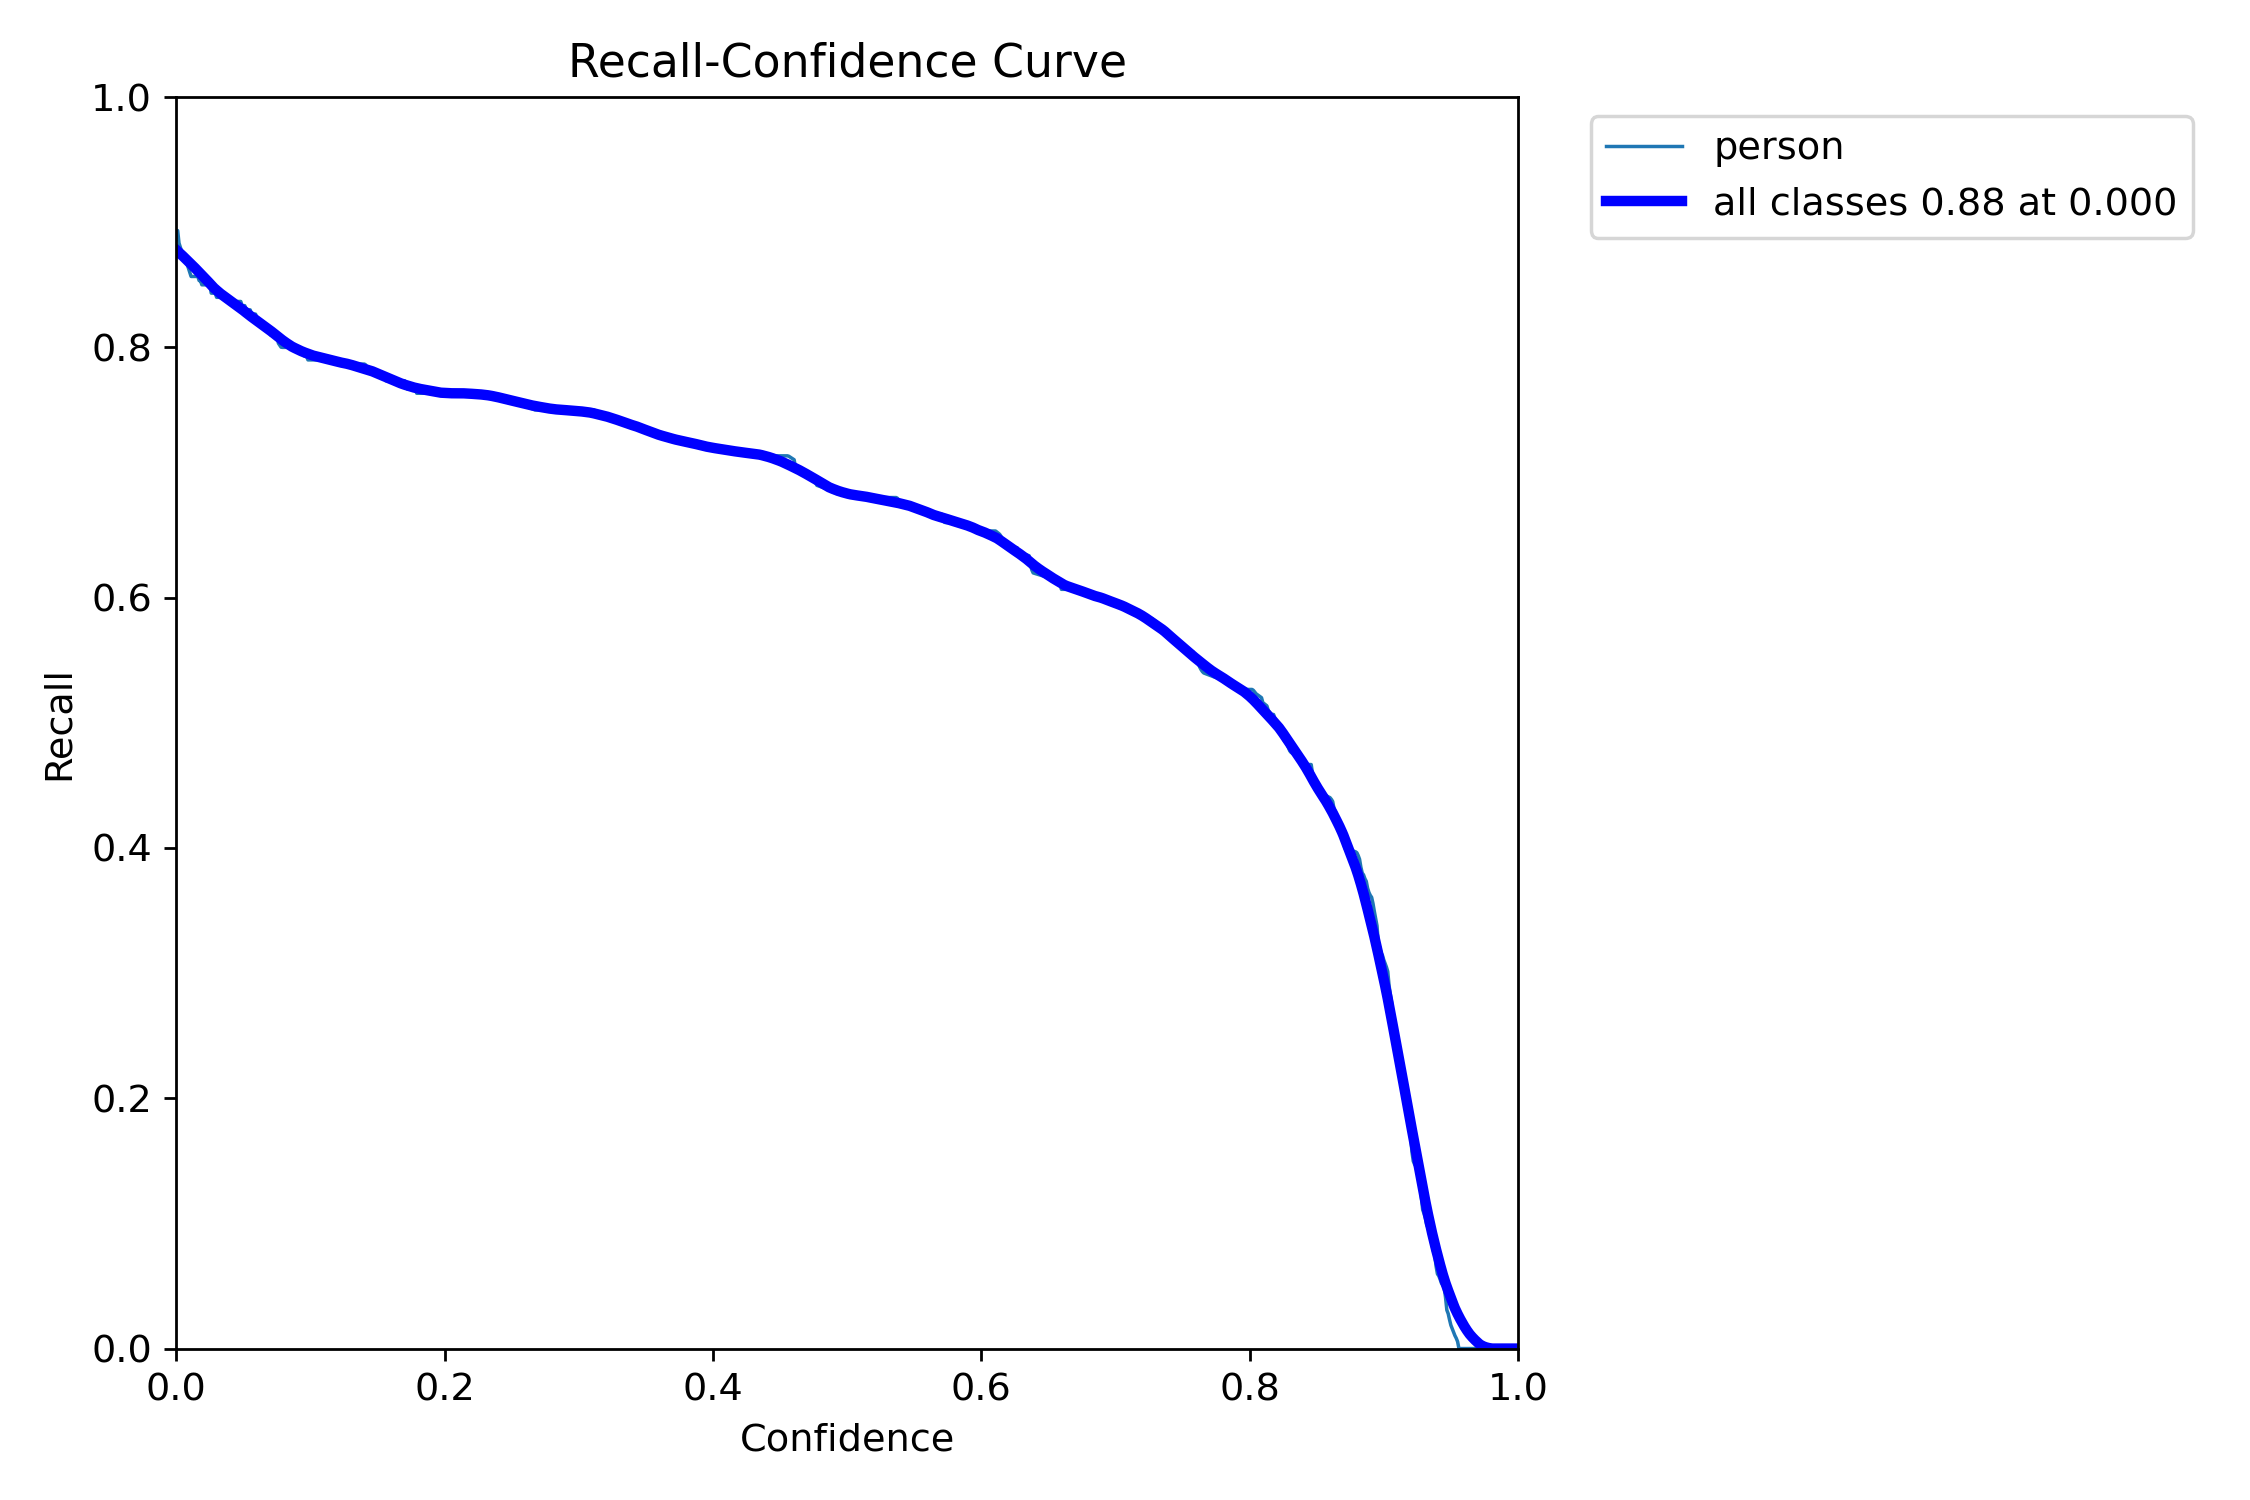 Recall-Confidence Curve
1.0
0.8
0.6
0.4
0.2
0.0
Recall
0.0 0.2 0.4 0.6 0.8 1.0
Confidence
person
all classes 0.88 at 0.000